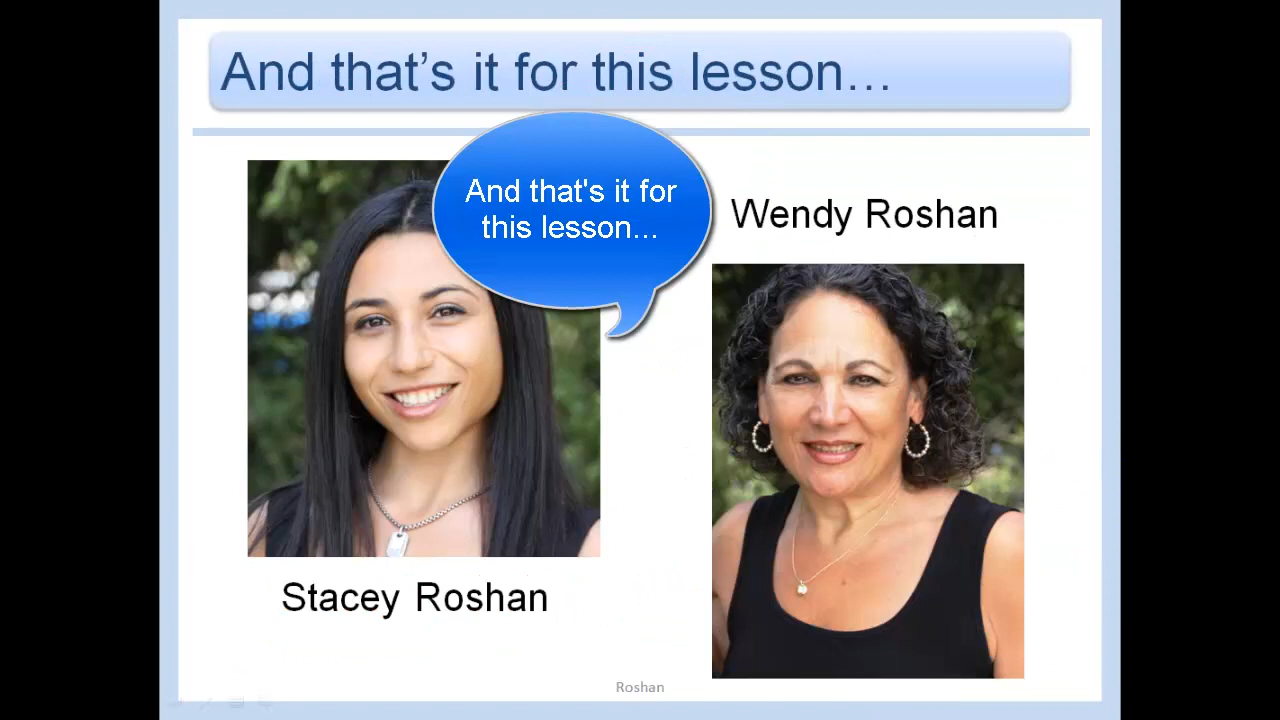 And that’s it for this lesson…
And that's it for
this lesson...
Wendy Roshan
Stacey Roshan
Roshan